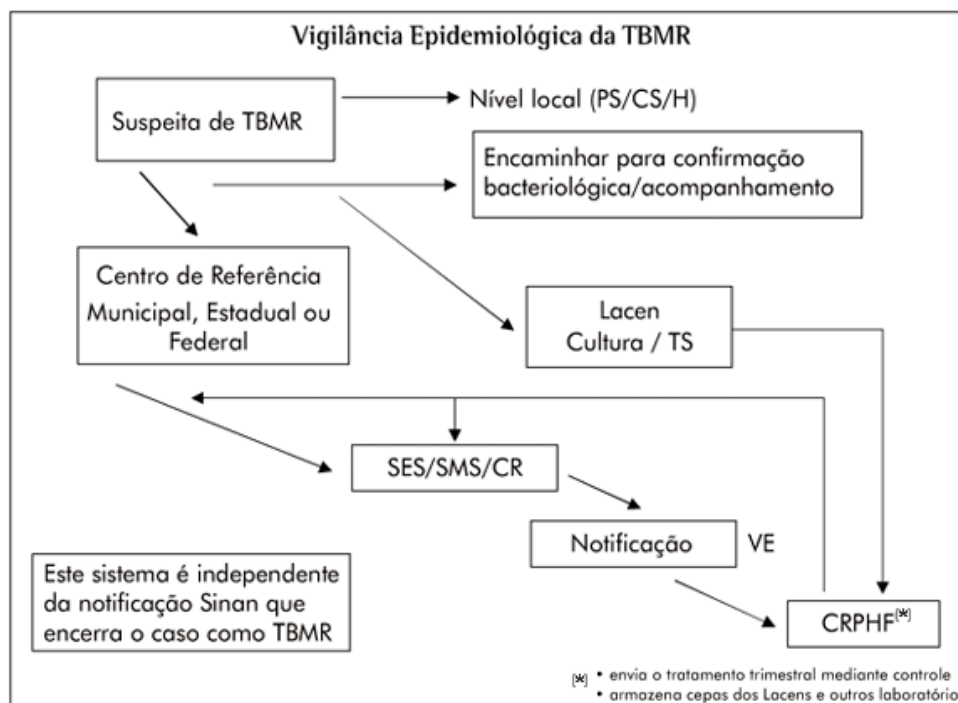 Vigilância Epidemiológica da TBMR
Suspeita de TBMR
Nível local (PS/CS/H)
Encaminhar para confirmação
bacteriológica/acompanhamento
Centro de Referência
Municipal, Estadual ou
Federal
Lacen
Cultura / TS
SES/SMS/CR
Notificação VE
Este sistema é independente
da notificação Sinan que
encerra o caso como TBMR
CRPHF[*]
[*] • envia o tratamento trimestral mediante controle
• armazena cepas dos Lacens e outros laboratório